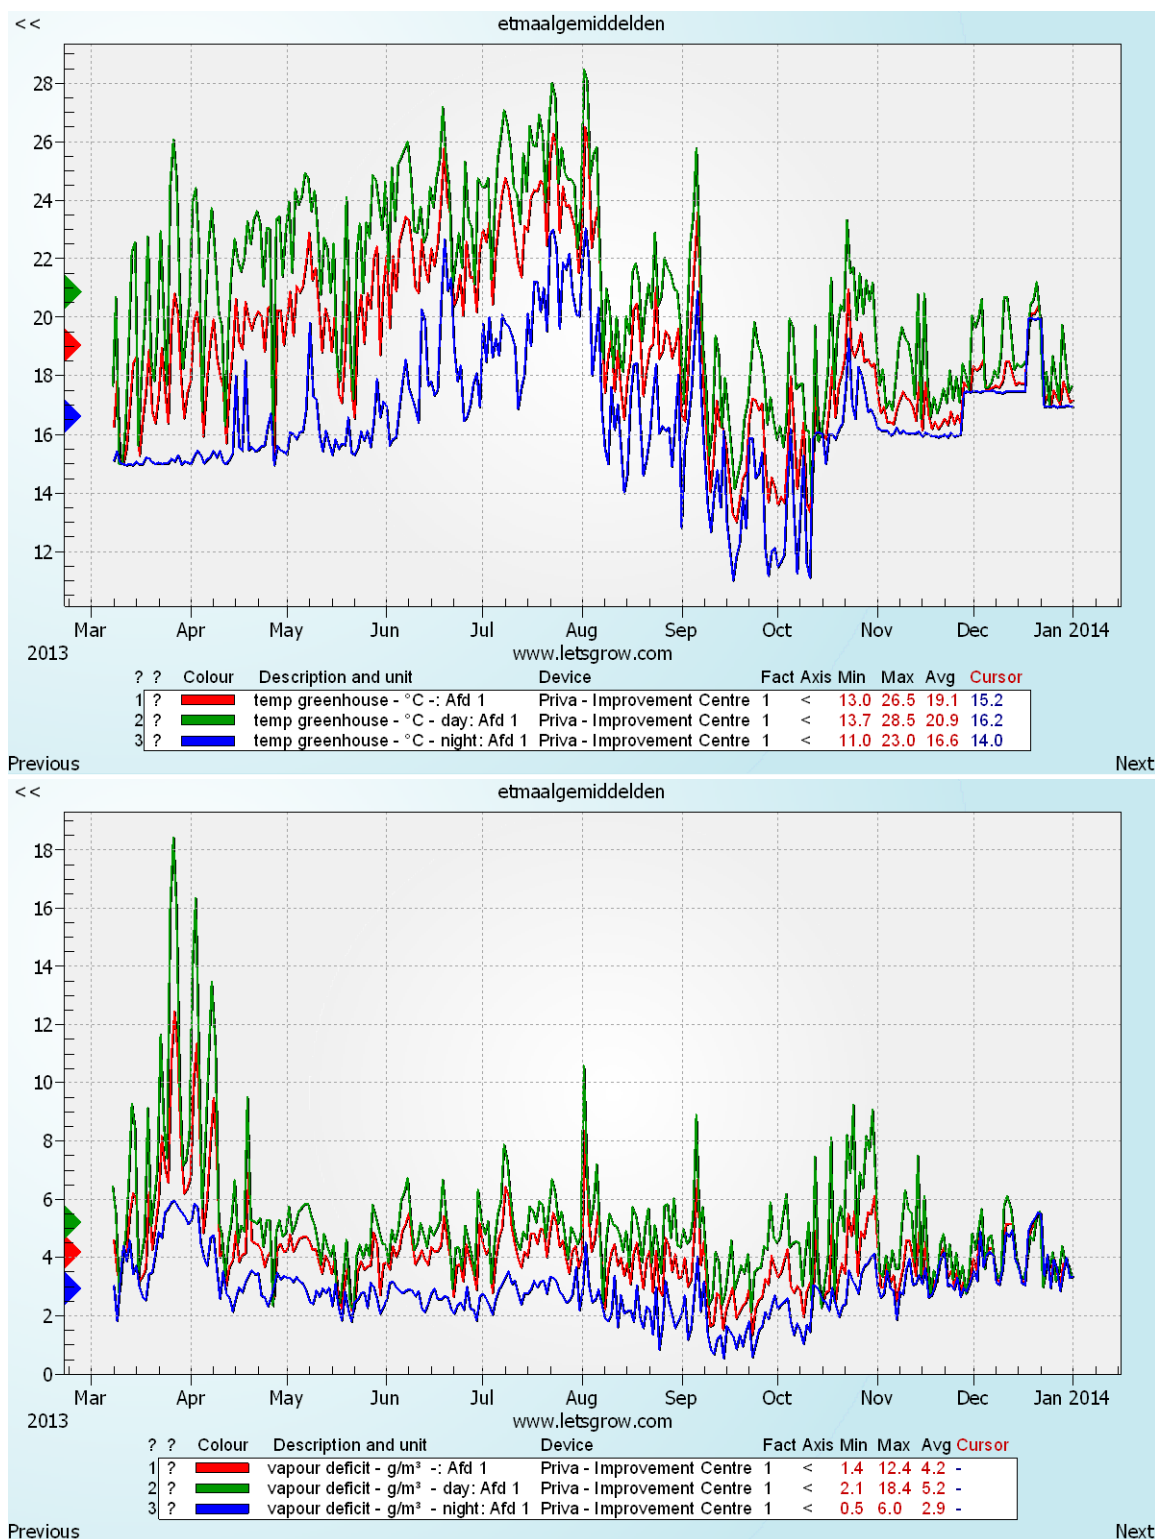 <<
etmaalgemiddelden
28
26
24
22
20
18
16
14
12
Mar Apr May Jun Jul Aug Sep Oct Nov Dec Jan 2014
2013
www.letsgrow.com
? ? Colour Description and unit Device Fact Axis Min Max Avg Cursor
1 ? temp greenhouse - °C -: Afd 1 Priva - Improvement Centre 1 < 13.0 26.5 19.1 15.2
2 ? temp greenhouse - °C - day: Afd 1 Priva - Improvement Centre 1 < 13.7 28.5 20.9 16.2
3 ? temp greenhouse - °C - night: Afd 1 Priva - Improvement Centre 1 < 11.0 23.0 16.6 14.0
Previous Next
<<
etmaalgemiddelden
18
16
14
12
10
8
6
4
2
0
Mar Apr May Jun Jul Aug Sep Oct Nov Dec Jan 2014
2013
www.letsgrow.com
? ? Colour Description and unit Device Fact Axis Min Max Avg Cursor
1 ? vapour deficit - g/m³ -: Afd 1 Priva - Improvement Centre 1 < 1.4 12.4 4.2 -
2 ? vapour deficit - g/m³ - day: Afd 1 Priva - Improvement Centre 1 < 2.1 18.4 5.2 -
3 ? vapour deficit - g/m³ - night: Afd 1 Priva - Improvement Centre 1 < 0.5 6.0 2.9 -
Previous Next